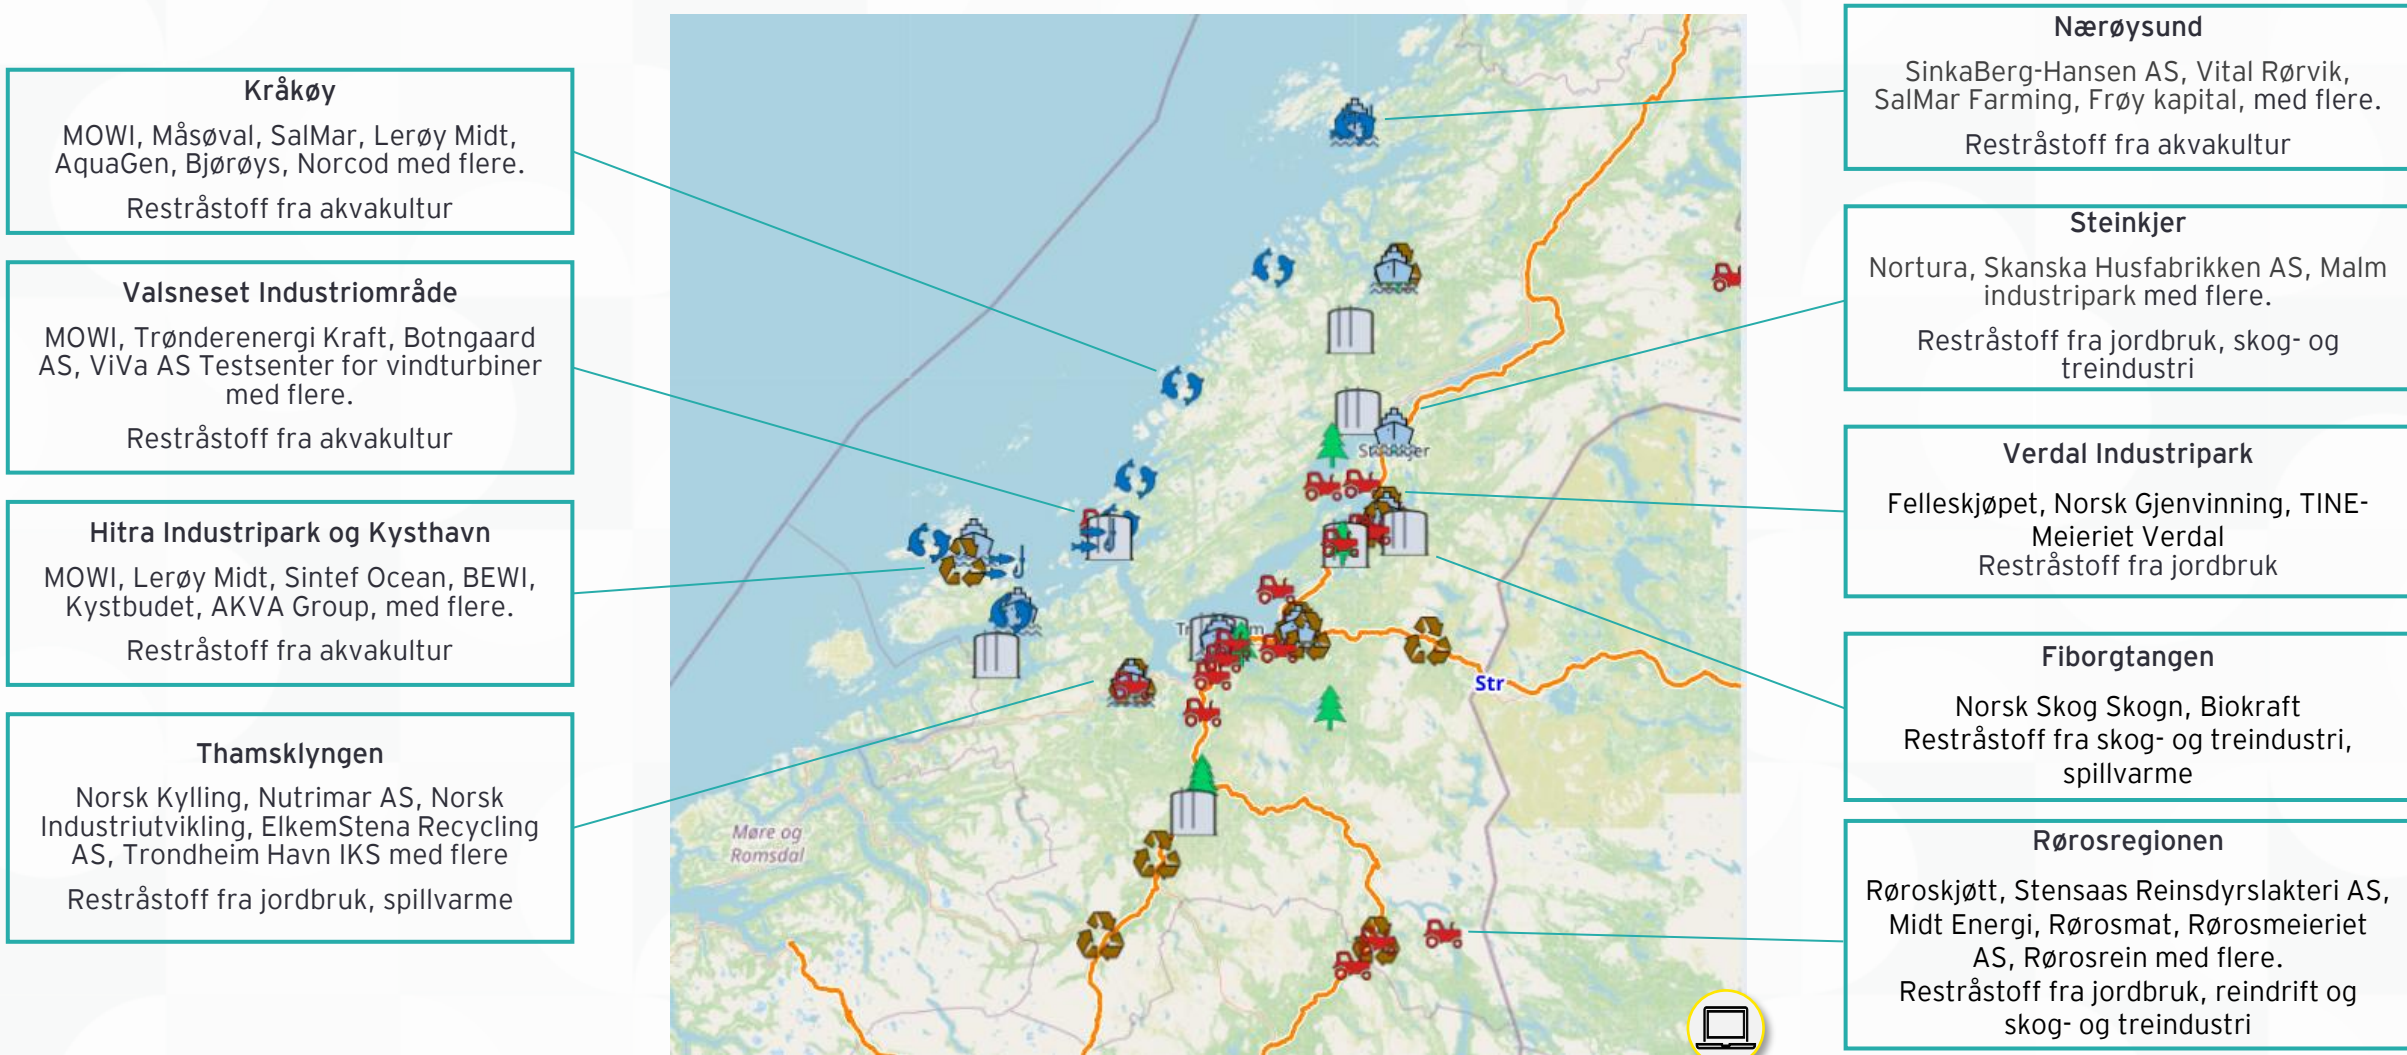 Kråkøy
MOWI, Måsøval, SalMar, Lerøy Midt,
AquaGen, Bjørøys, Norcod med flere.
Restråstoff fra akvakultur
Valsneset Industriområde
MOWI, Trønderenergi Kraft, Botngaard
AS, ViVa AS Testsenter for vindturbiner
med flere.
Restråstoff fra akvakultur
Hitra Industripark og Kysthavn
MOWI, Lerøy Midt, Sintef Ocean, BEWI,
Kystbudet, AKVA Group, med flere.
Restråstoff fra akvakultur
Thamsklyngen
Norsk Kylling, Nutrimar AS, Norsk
Industriutvikling, ElkemStena Recycling
AS, Trondheim Havn IKS med flere
Restråstoff fra jordbruk, spillvarme
Str
Møre og
Romsdal
Nærøysund
SinkaBerg-Hansen AS, Vital Rørvik,
SalMar Farming, Frøy kapital, med flere.
Restråstoff fra akvakultur
Steinkjer
Nortura, Skanska Husfabrikken AS, Malm
industripark med flere.
Restråstoff fra jordbruk, skog- og
treindustri
Verdal Industripark
Felleskjøpet, Norsk Gjenvinning, TINE-
Meieriet Verdal
Restråstoff fra jordbruk
Fiborgtangen
Norsk Skog Skogn, Biokraft
Restråstoff fra skog- og treindustri,
spillvarme
Rørosregionen
Røroskjøtt, Stensaas Reinsdyrslakteri AS,
Midt Energi, Rørosmat, Rørosmeieriet
AS, Rørosrein med flere.
Restråstoff fra jordbruk, reindrift og
skog- og treindustri